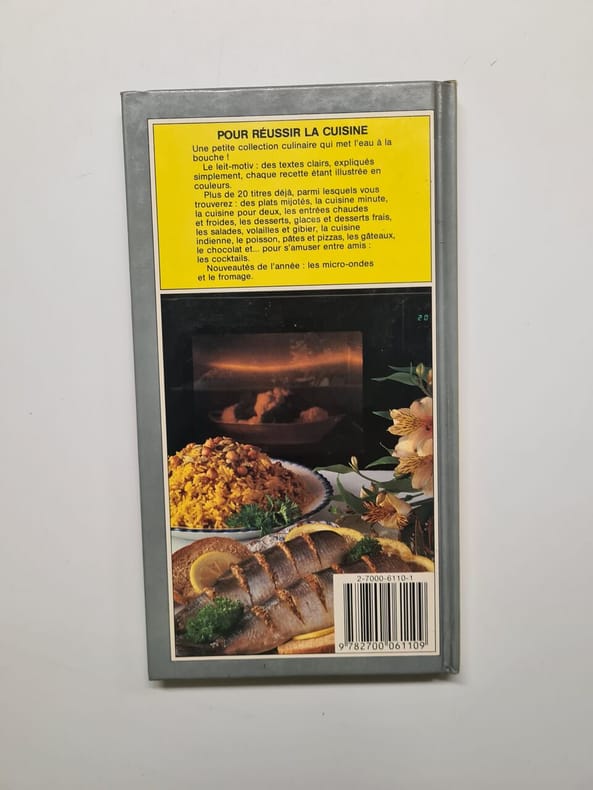 POUR RÉUSSIR LA CUISINE
Une petite collection culinaire qui met l'eau à la
bouche !
Le leit-motiv : des textes clairs, expliqués
simplement, chaque recette étant illustrée en
couleurs.
Plus de 20 titres déjà, parmi lesquels vous
trouverez : des plats mijotés, la cuisine minute,
la cuisine pour deux, les entrées chaudes
et froides, les desserts, glaces et desserts frais,
les salades, volailles et gibier, la cuisine
indienne, le poisson, pâtes et pizzas, les gâteaux,
le chocolat et... pour s'amuser entre amis :
les cocktails.
Nouveautés de l'année : les micro-ondes
et le fromage.
20
2-7000-6110-1
9 782700 061109